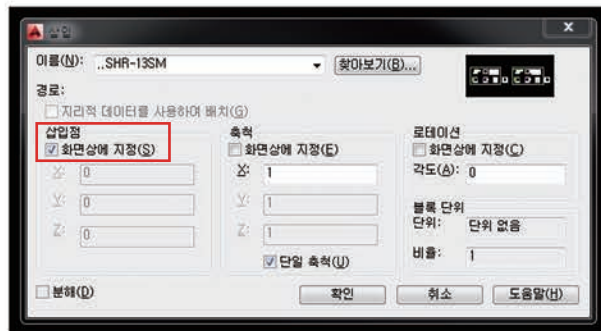 삽입
이름(N): ..SHR-13SM 찾아보기(B)...
경로:
지리적 데이터를 사용하여 배치(G)
삽입점
화면상에 지정(S)
X: 0
Y: 0
Z: 0
축척
화면상에 지정(E)
X: 1
Y: 1
Z: 1
단일 축척(U)
로테이션
화면상에 지정(C)
각도(A): 0
블록 단위
단위: 단위 없음
비율: 1
분해(D) 확인 취소 도움말(H)